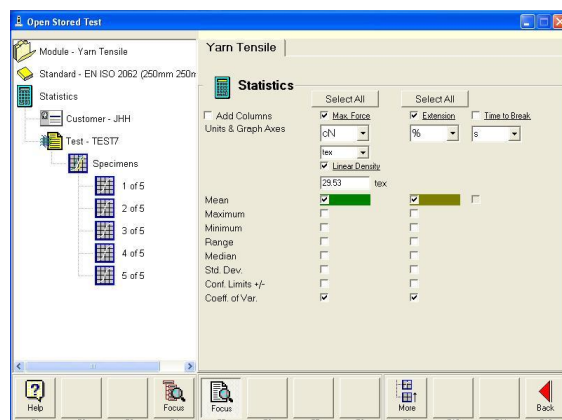 Open Stored Test
Module - Yarn Tensile
Standard - EN ISO 2062 (250mm 250m
Statistics
Customer - JHH
Test - TEST7
Specimens
1 of 5
2 of 5
3 of 5
4 of 5
5 of 5
Yarn Tensile
Statistics
Select All Select All
Add Columns Max. Force Extension Time to Break
Units & Graph Axes cN % s
tex
Linear Density
29.53 tex
Mean
Maximum
Minimum
Range
Median
Std. Dev.
Conf. Limits +/-
Coeff. of Var.
Help Focus Focus More Back